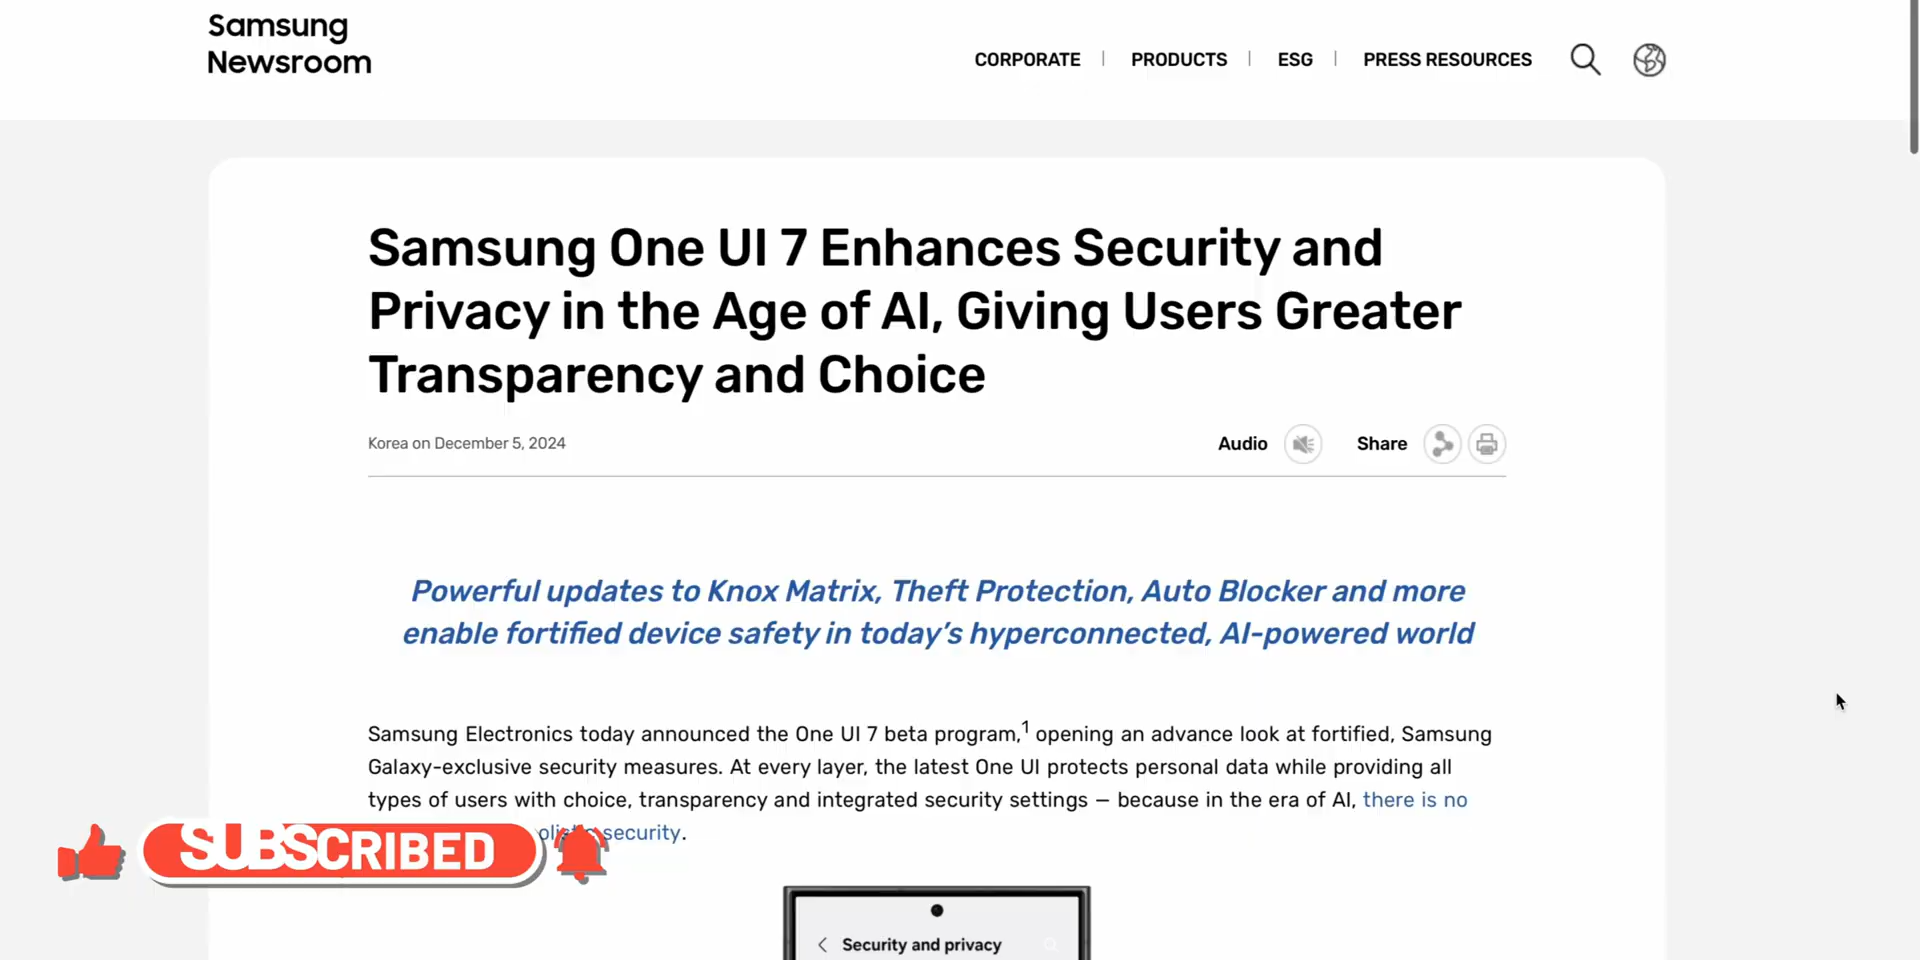 Samsung
Newsroom
CORPORATE
PRODUCTS
ESG
PRESS RESOURCES
Samsung One UI 7 Enhances Security and
Privacy in the Age of AI, Giving Users Greater
Transparency and Choice
Korea on December 5, 2024
Audio
Share
Powerful updates to Knox Matrix, Theft Protection, Auto Blocker and more
enable fortified device safety in today's hyperconnected, AI-powered world
Samsung Electronics today announced the One UI 7 beta program,1 opening an advance look at fortified, Samsung
Galaxy-exclusive security measures. At every layer, the latest One UI protects personal data while providing all
types of users with choice, transparency and integrated security settings — because in the era of AI, there is no
security.
SUBSCRIBED
Security and privacy